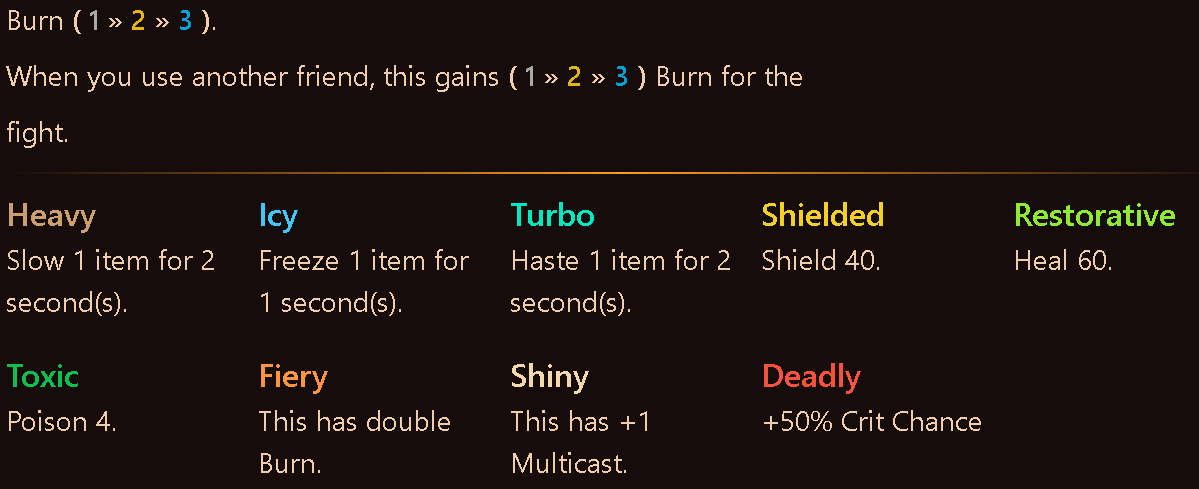 Burn ( 1 » 2 » 3 ).
When you use another friend, this gains ( 1 » 2 » 3 ) Burn for the
fight.
Heavy
Slow 1 item for 2
second(s).
Icy
Freeze 1 item for
1 second(s).
Turbo
Haste 1 item for 2
second(s).
Shielded
Shield 40.
Restorative
Heal 60.
Toxic
Poison 4.
Fiery
This has double
Burn.
Shiny
This has +1
Multicast.
Deadly
+50% Crit Chance